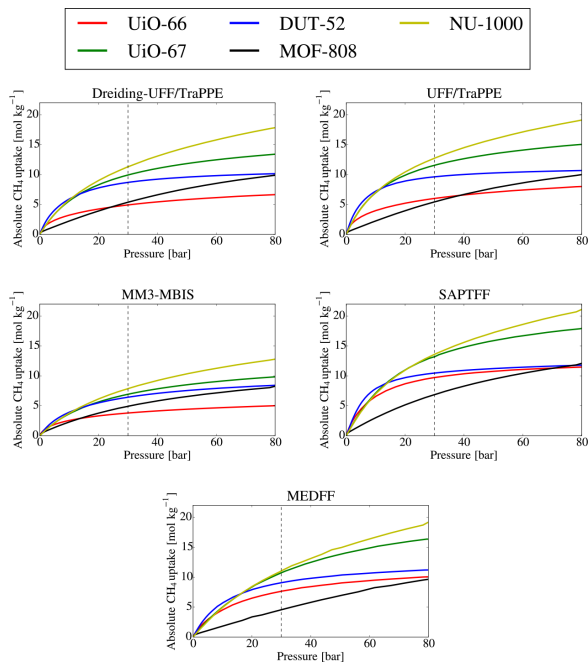 UiO-66 DUT-52 NU-1000
UiO-67 MOF-808
Dreiding-UFF/TraPPE UFF/TraPPE
Absolute CH₄ uptake [mol kg⁻¹] Absolute CH₄ uptake [mol kg⁻¹]
20 20
15 15
10 10
5 5
0 0
0 20 40 60 80 0 20 40 60 80
Pressure [bar] Pressure [bar]
MM3-MBIS SAPTFF
Absolute CH₄ uptake [mol kg⁻¹] Absolute CH₄ uptake [mol kg⁻¹]
20 20
15 15
10 10
5 5
0 0
0 20 40 60 80 0 20 40 60 80
Pressure [bar] Pressure [bar]
MEDFF
Absolute CH₄ uptake [mol kg⁻¹]
20
15
10
5
0
0 20 40 60 80
Pressure [bar]